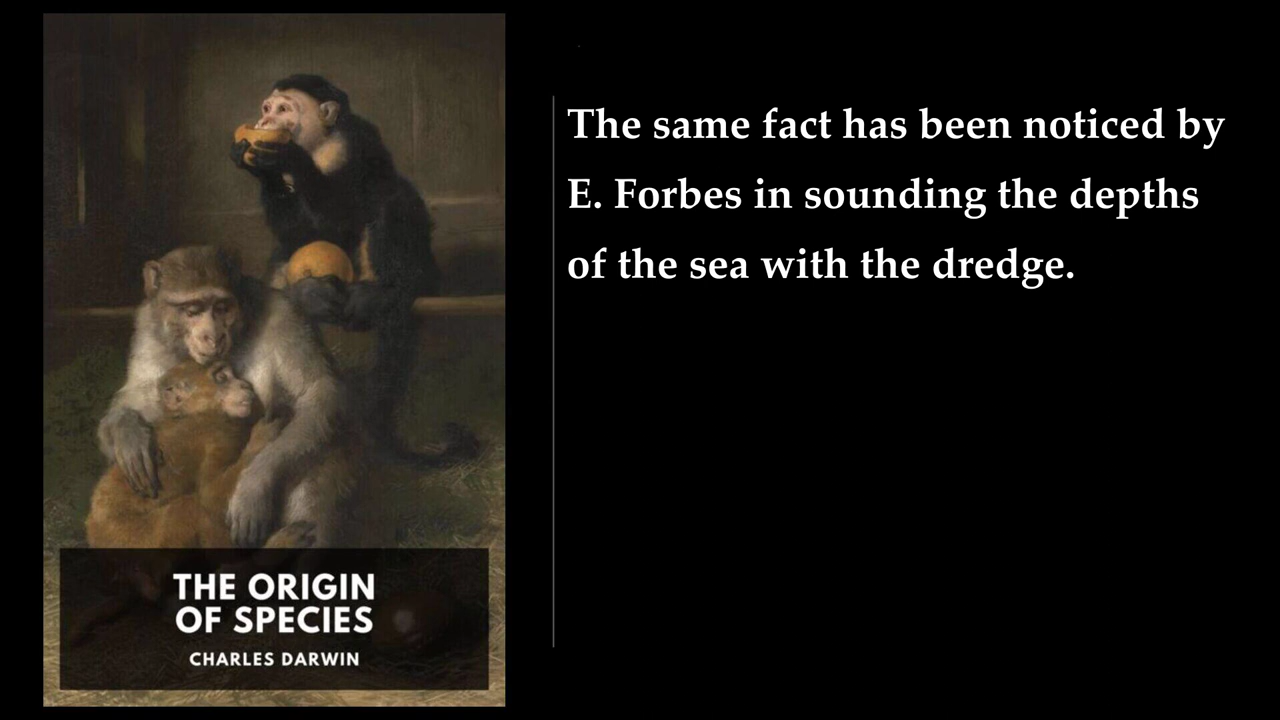 THE ORIGIN
OF SPECIES
CHARLES DARWIN
The same fact has been noticed by
E. Forbes in sounding the depths
of the sea with the dredge.